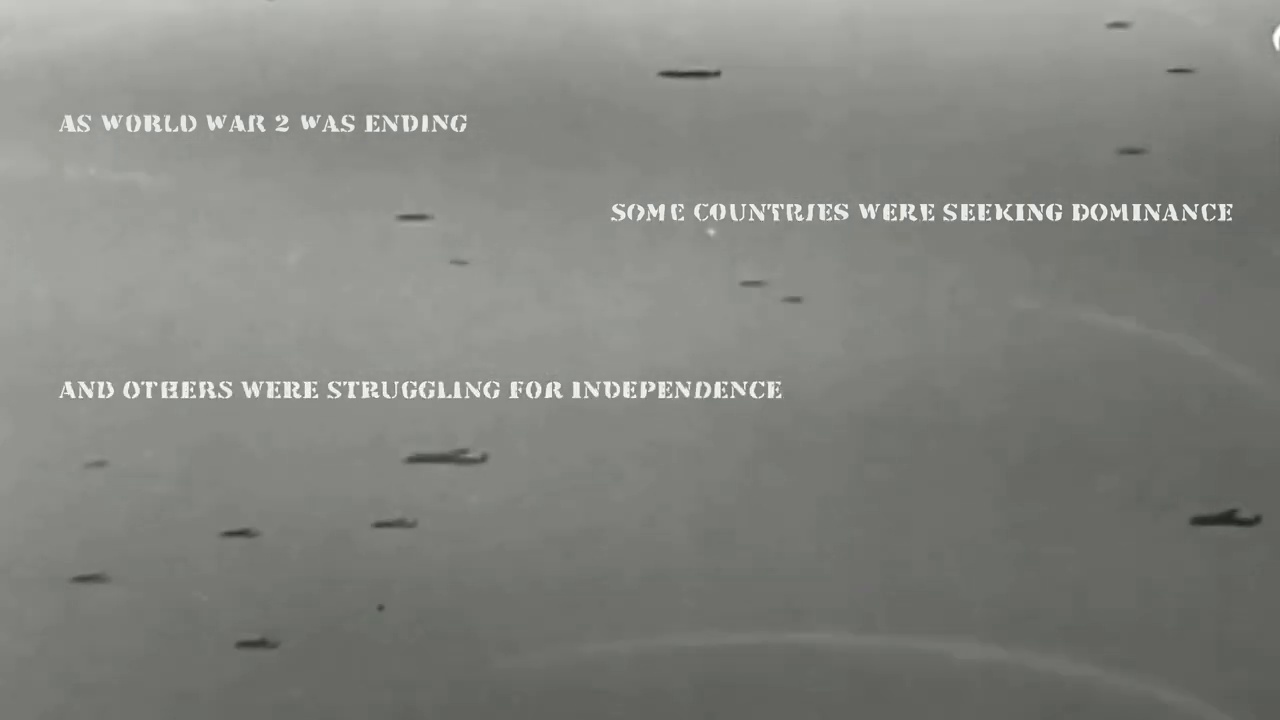 AS WORLD WAR 2 WAS ENDING
SOME COUNTRIES WERE SEEKING DOMINANCE
AND OTHERS WERE STRUGGLING FOR INDEPENDENCE